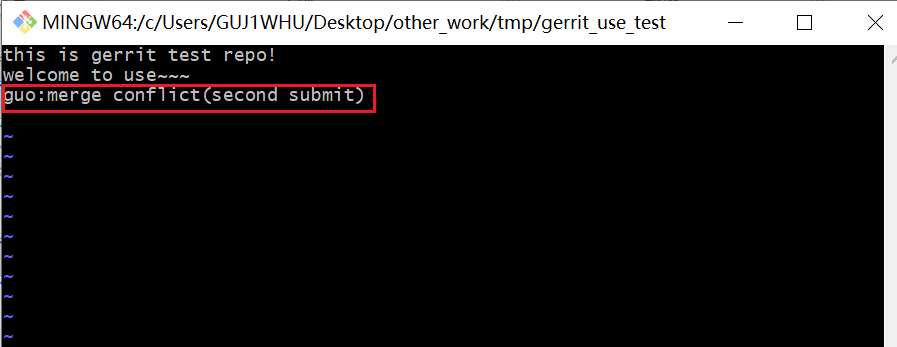 MINGW64:/c/Users/GUJ1WHU/Desktop/other_work/tmp/gerrit_use_test
this is gerrit test repo!
welcome to use~~~
guo:merge conflict(second submit)
~
~
~
~
~
~
~
~
~
~
~